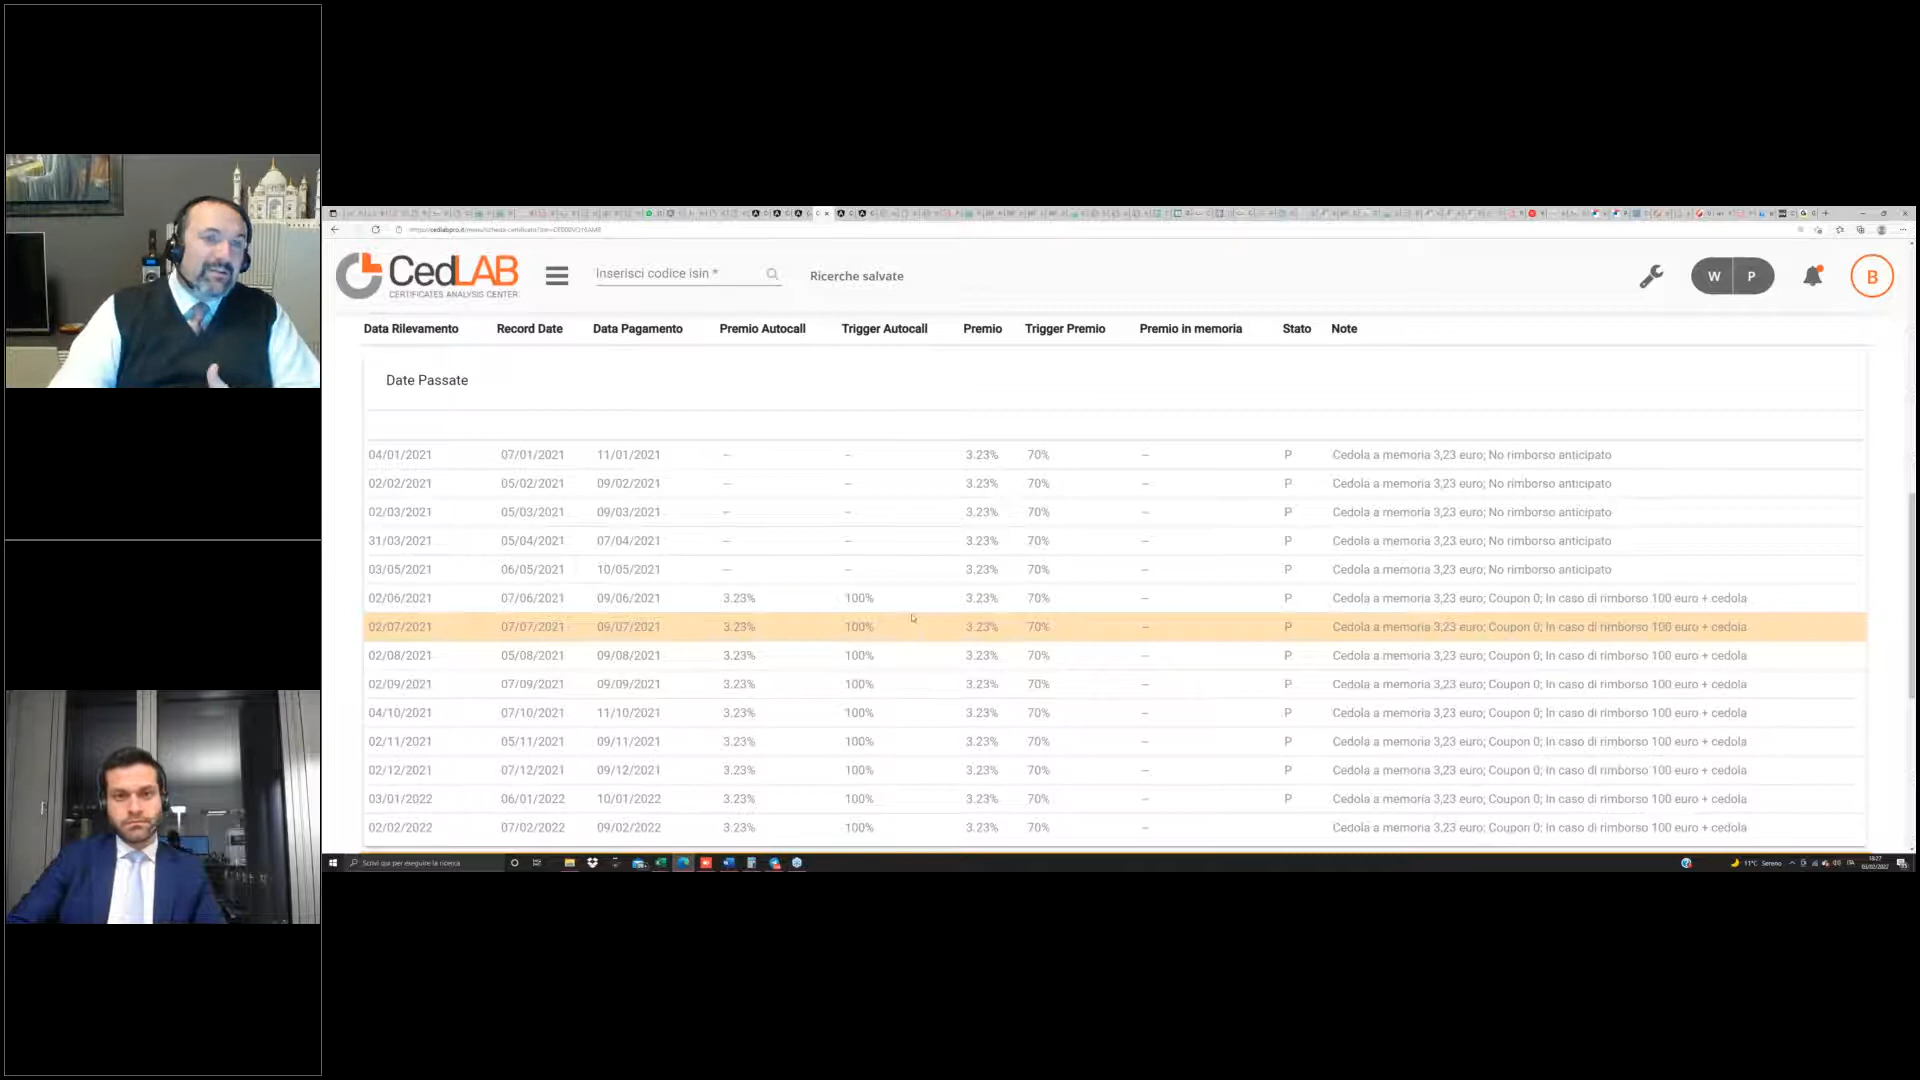 CedLAB
CERTIFICATES ANALYSIS CENTER
Inserisci codice isin *
Ricerche salvate
W P
B
Data Rilevamento Record Date Data Pagamento Premio Autocall Trigger Autocall Premio Trigger Premio Premio in memoria Stato Note
Date Passate
04/01/2021 07/01/2021 11/01/2021 – – 3.23% 70% – P Cedola a memoria 3,23 euro; No rimborso anticipato
02/02/2021 05/02/2021 09/02/2021 – – 3.23% 70% – P Cedola a memoria 3,23 euro; No rimborso anticipato
02/03/2021 05/03/2021 09/03/2021 – – 3.23% 70% – P Cedola a memoria 3,23 euro; No rimborso anticipato
31/03/2021 05/04/2021 07/04/2021 – – 3.23% 70% – P Cedola a memoria 3,23 euro; No rimborso anticipato
03/05/2021 06/05/2021 10/05/2021 – – 3.23% 70% – P Cedola a memoria 3,23 euro; No rimborso anticipato
02/06/2021 07/06/2021 09/06/2021 3.23% 100% 3.23% 70% – P Cedola a memoria 3,23 euro; Coupon 0; In caso di rimborso 100 euro + cedola
02/07/2021 07/07/2021 09/07/2021 3.23% 100% 3.23% 70% – P Cedola a memoria 3,23 euro; Coupon 0; In caso di rimborso 100 euro + cedola
02/08/2021 05/08/2021 09/08/2021 3.23% 100% 3.23% 70% – P Cedola a memoria 3,23 euro; Coupon 0; In caso di rimborso 100 euro + cedola
02/09/2021 07/09/2021 09/09/2021 3.23% 100% 3.23% 70% – P Cedola a memoria 3,23 euro; Coupon 0; In caso di rimborso 100 euro + cedola
04/10/2021 07/10/2021 11/10/2021 3.23% 100% 3.23% 70% – P Cedola a memoria 3,23 euro; Coupon 0; In caso di rimborso 100 euro + cedola
02/11/2021 05/11/2021 09/11/2021 3.23% 100% 3.23% 70% – P Cedola a memoria 3,23 euro; Coupon 0; In caso di rimborso 100 euro + cedola
02/12/2021 07/12/2021 09/12/2021 3.23% 100% 3.23% 70% – P Cedola a memoria 3,23 euro; Coupon 0; In caso di rimborso 100 euro + cedola
03/01/2022 06/01/2022 10/01/2022 3.23% 100% 3.23% 70% – P Cedola a memoria 3,23 euro; Coupon 0; In caso di rimborso 100 euro + cedola
02/02/2022 07/02/2022 09/02/2022 3.23% 100% 3.23% 70% – Cedola a memoria 3,23 euro; Coupon 0; In caso di rimborso 100 euro + cedola
Scrivi qui per eseguire la ricerca
11°C Sereno
18:27